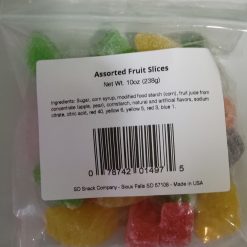 Assorted Fruit Slices
Net Wt. 10oz (238g)
Ingredients: Sugar, corn syrup, modified food starch (corn), fruit juice from
concentrate (apple, pear), cornstarch, natural and artificial flavors, sodium
citrate, citric acid, red 40, yellow 6, yellow 5, red 3, blue 1.
0 78742 01497 5
SD Snack Company - Sioux Falls SD 57108 - Made in USA